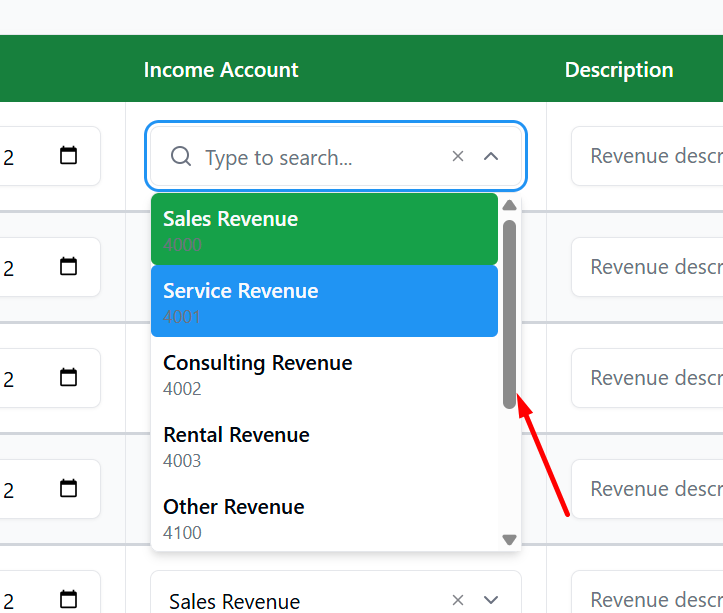 Income Account
Description
2
Type to search...
Revenue descr
Sales Revenue
4000
2
Revenue descr
Service Revenue
4001
Consulting Revenue
4002
2
Revenue descr
Rental Revenue
4003
2
Revenue descr
Other Revenue
4100
2
Sales Revenue
Revenue descr